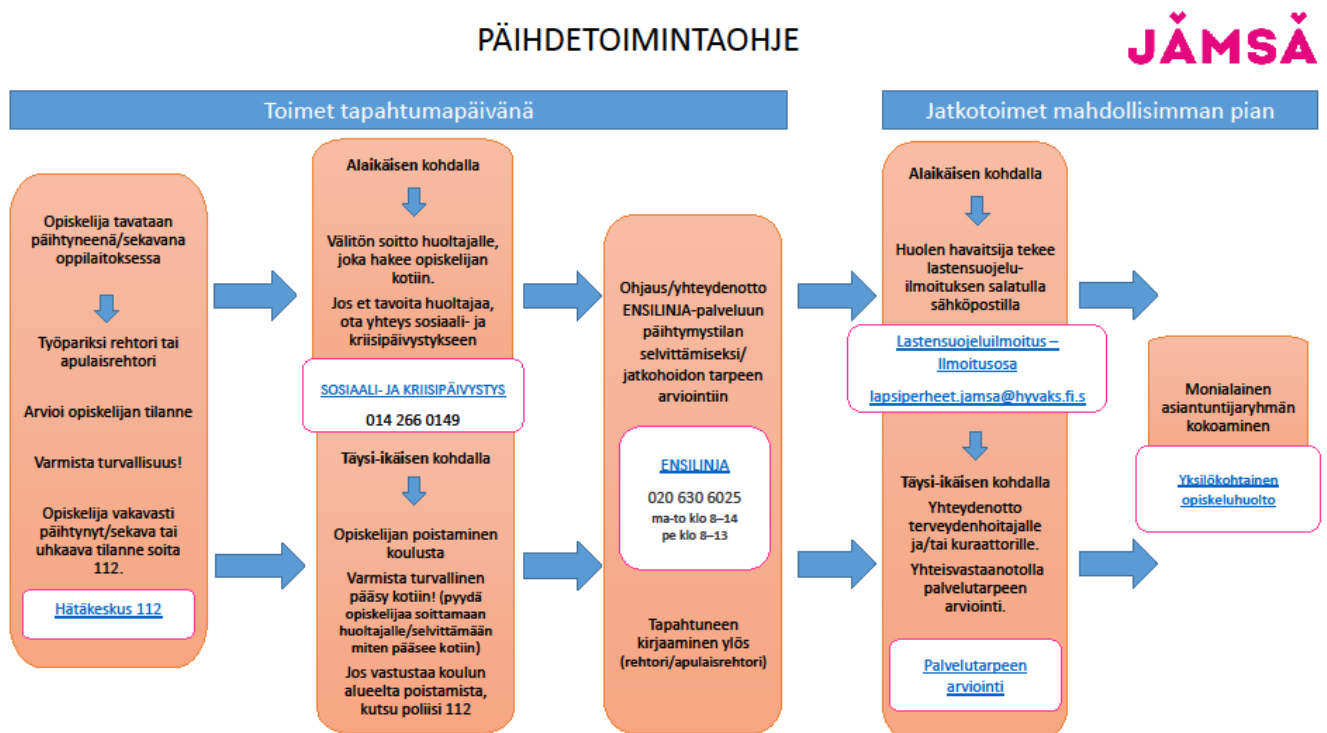 PÄIHDETOIMINTAOHJE
JÄMSÄ
Toimet tapahtumapäivänä
Jatkotoimet mahdollisimman pian
Opiskelija tavataan
päihtyneenä/sekavana
oppilaitoksessa
Työpariksi rehtori tai
apulaisrehtori
Arvioi opiskelijan tilanne
Varmista turvallisuus!
Opiskelija vakavasti
päihtynyt/sekava tai
uhkaava tilanne soita
112.
Hätäkeskus 112
Alaikäisen kohdalla
Välitön soitto huoltajalle,
joka hakee opiskelijan
kotiin.
Jos et tavoita huoltajaa,
ota yhteys sosiaali- ja
kriisipäivystykseen
SOSIAALI- JA KRIISIPÄIVYSTYS
014 266 0149
Täysi-ikäisen kohdalla
Opiskelijan poistaminen
koulusta
Varmista turvallinen
pääsy kotiin! (pyydä
opiskelijaa soittamaan
huoltajalle/selvittämään
miten pääsee kotiin)
Jos vastustaa koulun
alueelta poistamista,
kutsu poliisi 112
Ohjaus/yhteydenotto
ENSILINJA-palveluun
päihtymystilan
selvittämiseksi/
jatkohoidon tarpeen
arviointiin
ENSILINJA
020 630 6025
ma-to klo 8–14
pe klo 8–13
Tapahtuneen
kirjaaminen ylös
(rehtori/apulaisrehtori)
Alaikäisen kohdalla
Huolen havaitsija tekee
lastensuojelu-
ilmoituksen salatulla
sähköpostilla
Lastensuojeluilmoitus –
Ilmoitusosa
lapsiperheet.jamsa@hyvaks.fi.s
Täysi-ikäisen kohdalla
Yhteydenotto
terveydenhoitajalle
ja/tai kuraattorille.
Yhteisvastaanotolla
palvelutarpeen
arviointi.
Palvelutarpeen
arviointi
Monialainen
asiantuntijaryhmän
kokoaminen
Yksilökohtainen
opiskeluhuolto